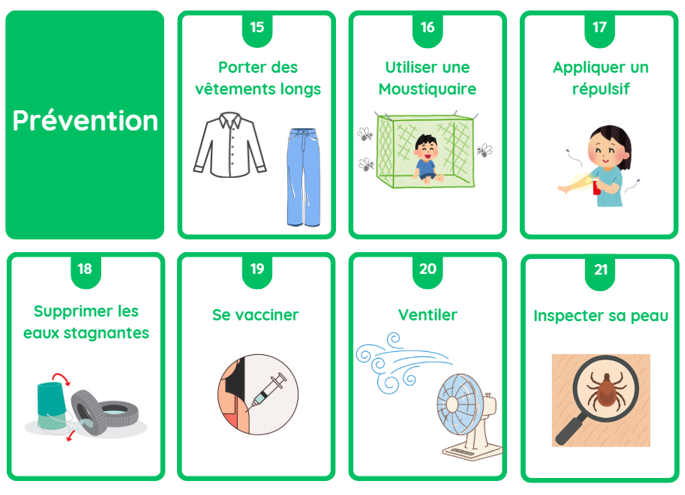 Prévention
15
Porter des
vêtements longs
16
Utiliser une
Moustiquaire
17
Appliquer un
répulsif
18
Supprimer les
eaux stagnantes
19
Se vacciner
20
Ventiler
21
Inspecter sa peau